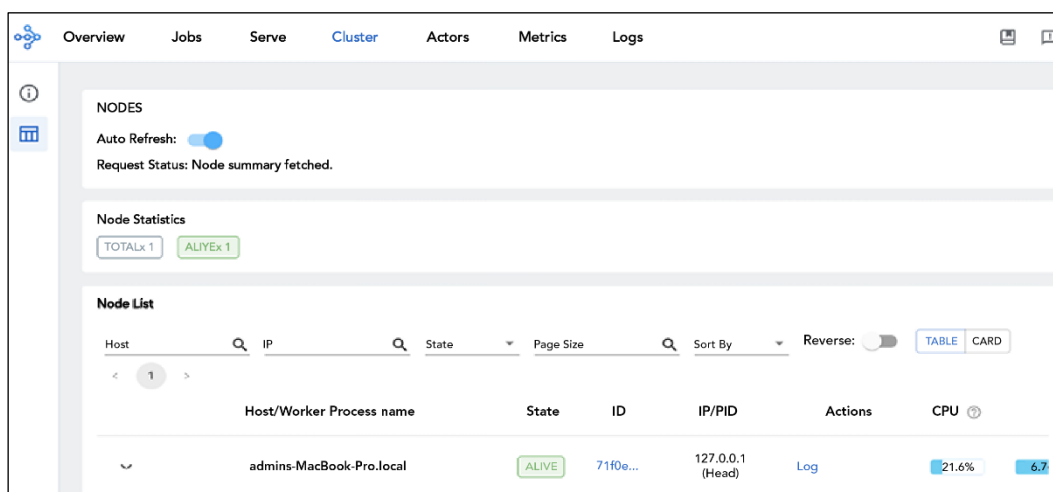 Overview Jobs Serve Cluster Actors Metrics Logs
NODES
Auto Refresh:
Request Status: Node summary fetched.
Node Statistics
TOTALx 1 ALIYEx 1
Node List
Host IP State Page Size Sort By Reverse: TABLE CARD
< 1 >
Host/Worker Process name State ID IP/PID Actions CPU
admins-MacBook-Pro.local ALIVE 71f0e... 127.0.0.1 Log 21.6% 6.7
(Head)